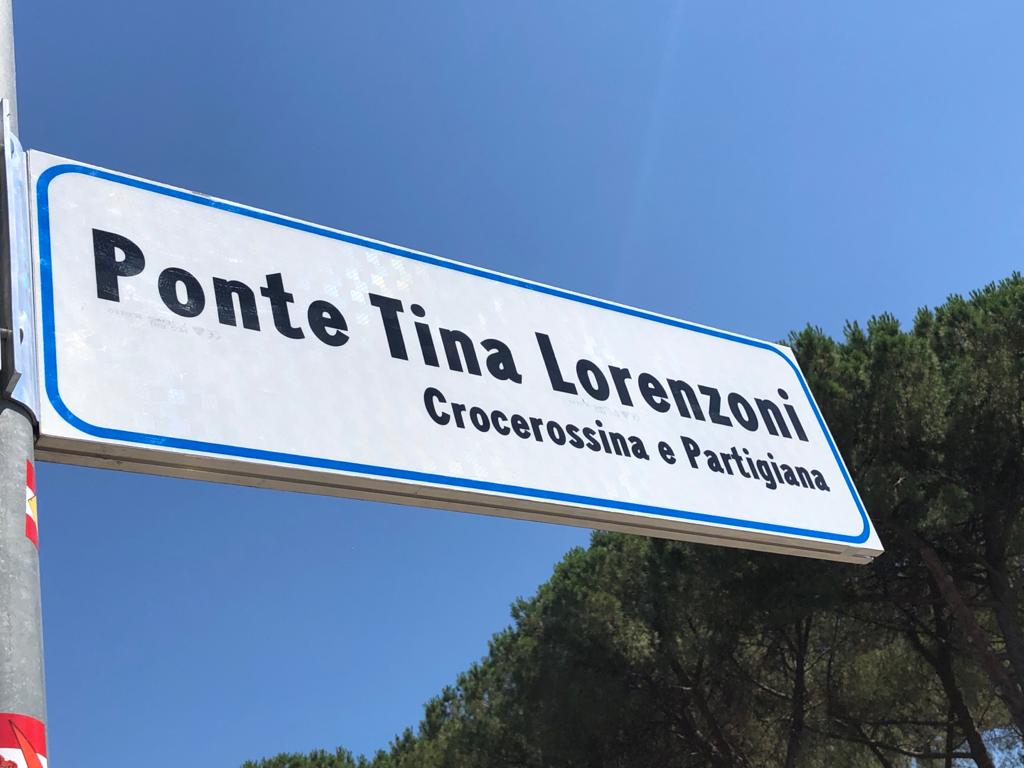 Ponte Tina Lorenzoni
Crocerossina e Partigiana